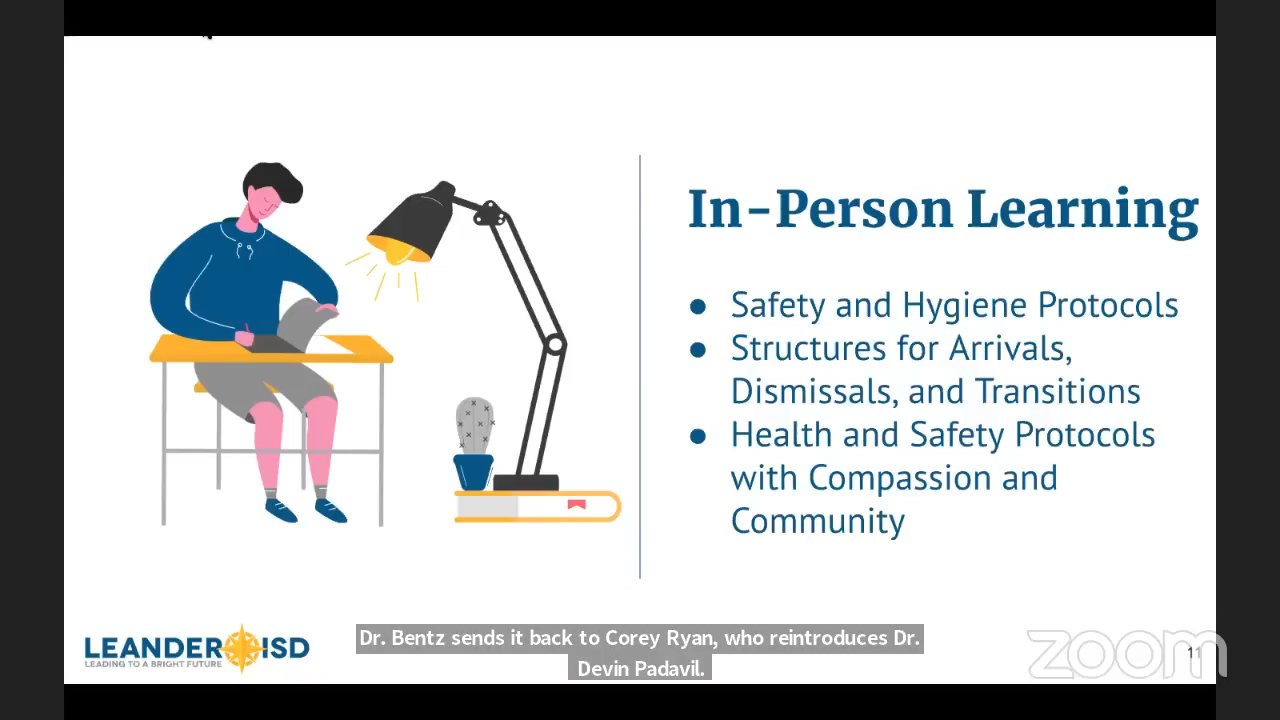 In-Person Learning
● Safety and Hygiene Protocols
● Structures for Arrivals,
Dismissals, and Transitions
● Health and Safety Protocols
with Compassion and
Community
LEANDER ISD
LEADING TO A BRIGHT FUTURE
Dr. Bentz sends it back to Corey Ryan, who reintroduces Dr.
Devin Padavil.
zoom
11